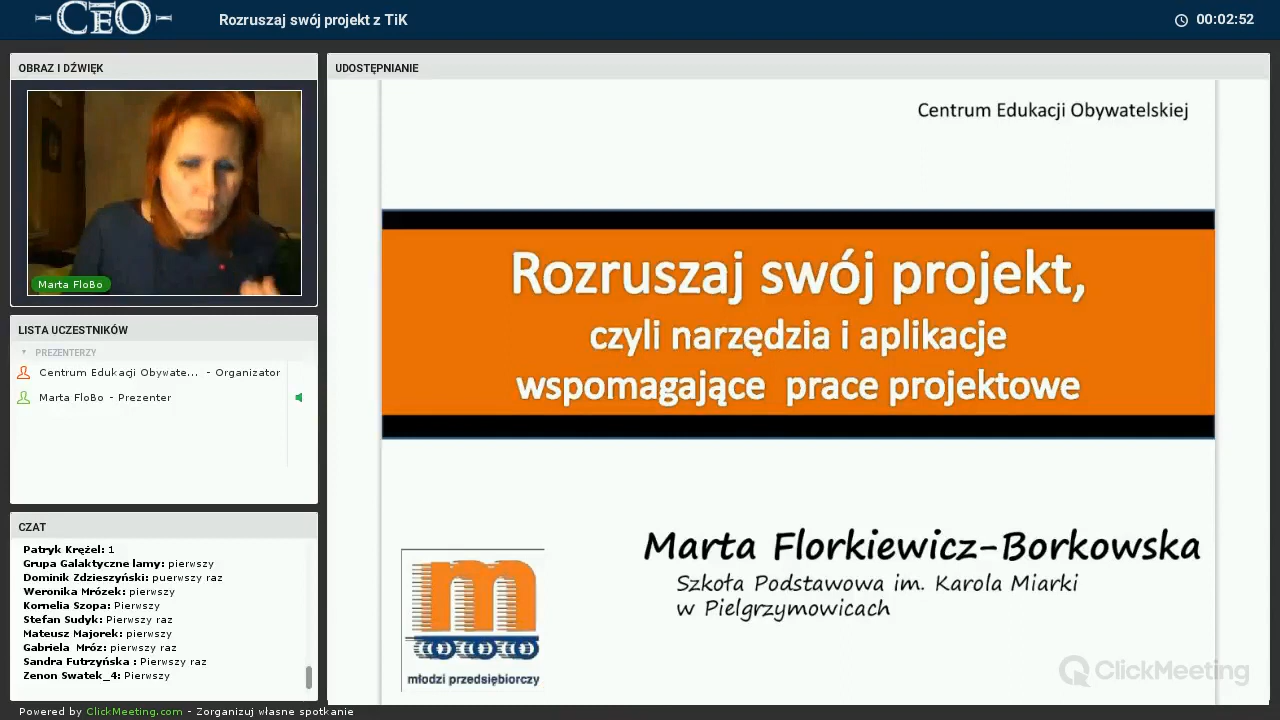 CEO
Rozruszaj swój projekt z TiK
00:02:52
OBRAZ I DŹWIĘK
Marta FloBo
LISTA UCZESTNIKÓW
PREZENTERZY
Centrum Edukacji Obywate... - Organizator
Marta FloBo - Prezenter
CZAT
Patryk Krężel: 1
Grupa Galaktyczne lamy: pierwszy
Dominik Zdzieszyński: puerwszy raz
Weronika Mrózek: pierwszy
Kornelia Szopa: Pierwszy
Stefan Sudyk: Pierwszy raz
Mateusz Majorek: pierwszy
Gabriela Mróz: pierwszy raz
Sandra Futrzyńska : Pierwszy raz
Zenon Swatek_4: Pierwszy
Powered by ClickMeeting.com - Zorganizuj własne spotkanie
UDOSTĘPNIANIE
Centrum Edukacji Obywatelskiej
Rozruszaj swój projekt,
czyli narzędzia i aplikacje
wspomagające prace projektowe
Marta Florkiewicz-Borkowska
Szkoła Podstawowa im. Karola Miarki
w Pielgrzymowicach
m
młodzi przedsiębiorczy
ClickMeeting